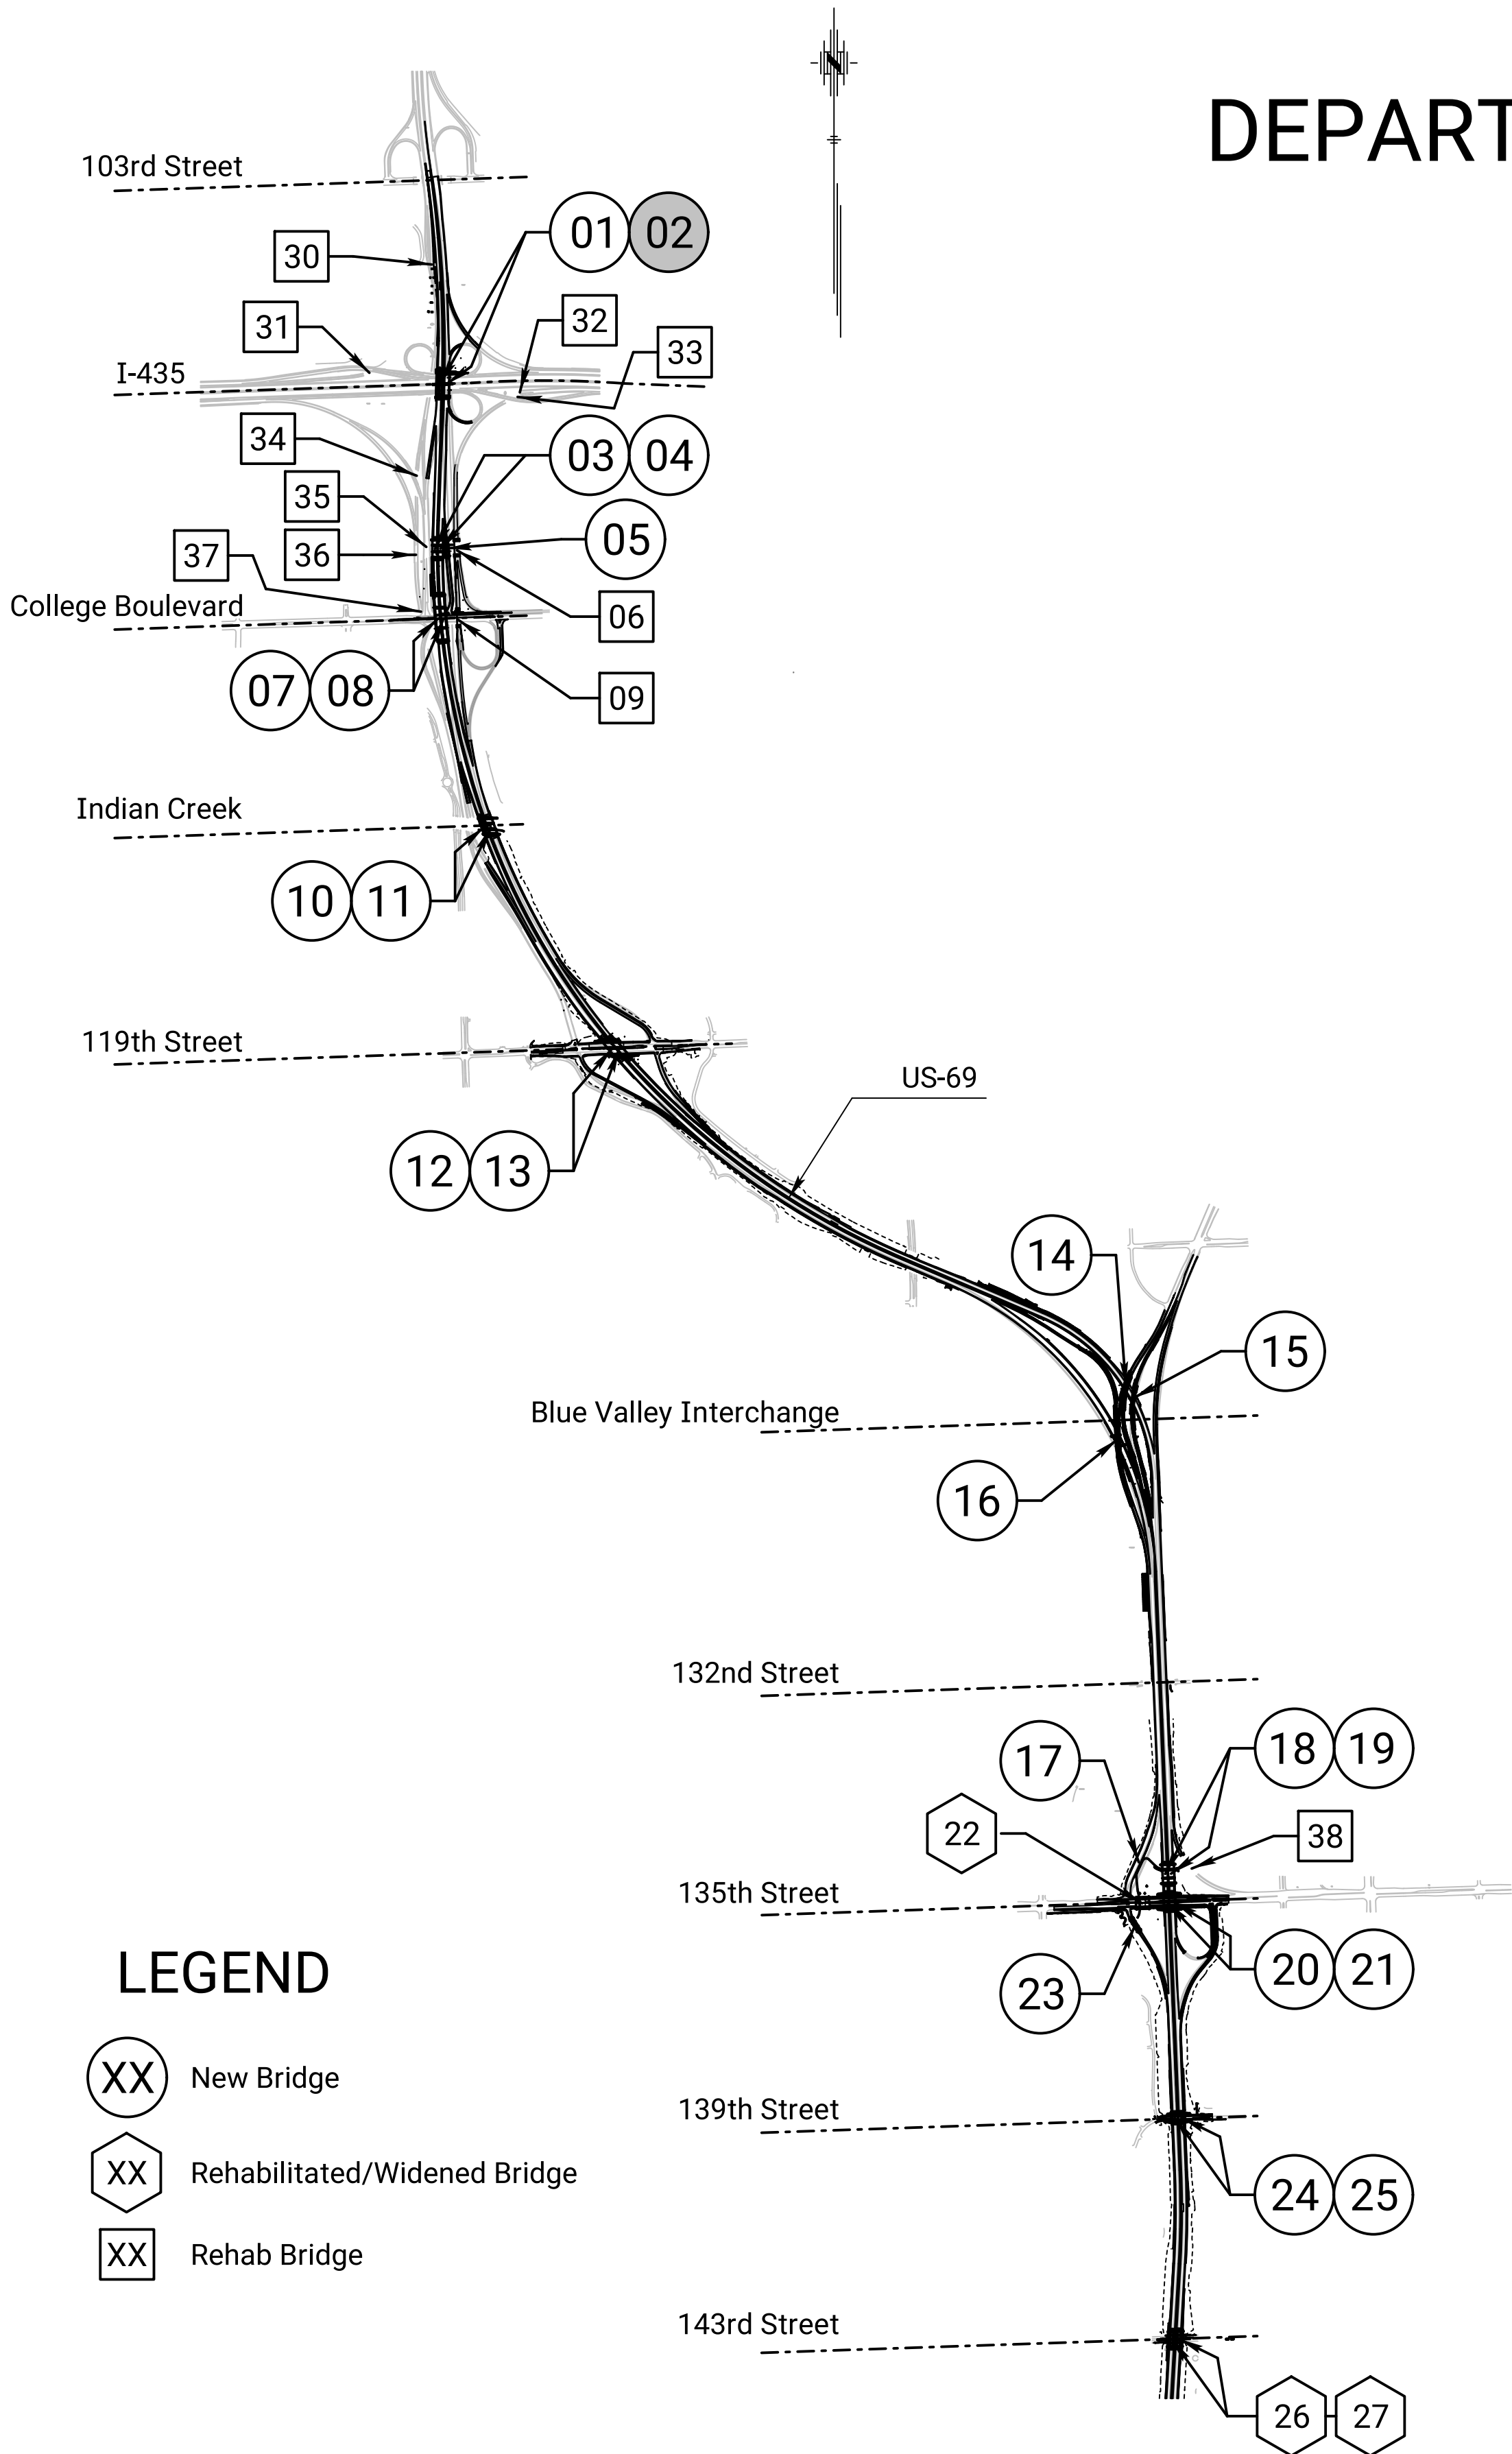 N
DEPART
103rd Street
01 02
30
31
32
33
I-435
34
03 04
35
05
37
36
College Boulevard
06
07 08
09
Indian Creek
10 11
119th Street
US-69
12 13
14
15
Blue Valley Interchange
16
132nd Street
17
18 19
22
38
135th Street
20 21
23
LEGEND
XX New Bridge
XX Rehabilitated/Widened Bridge
XX Rehab Bridge
139th Street
24 25
143rd Street
26 27